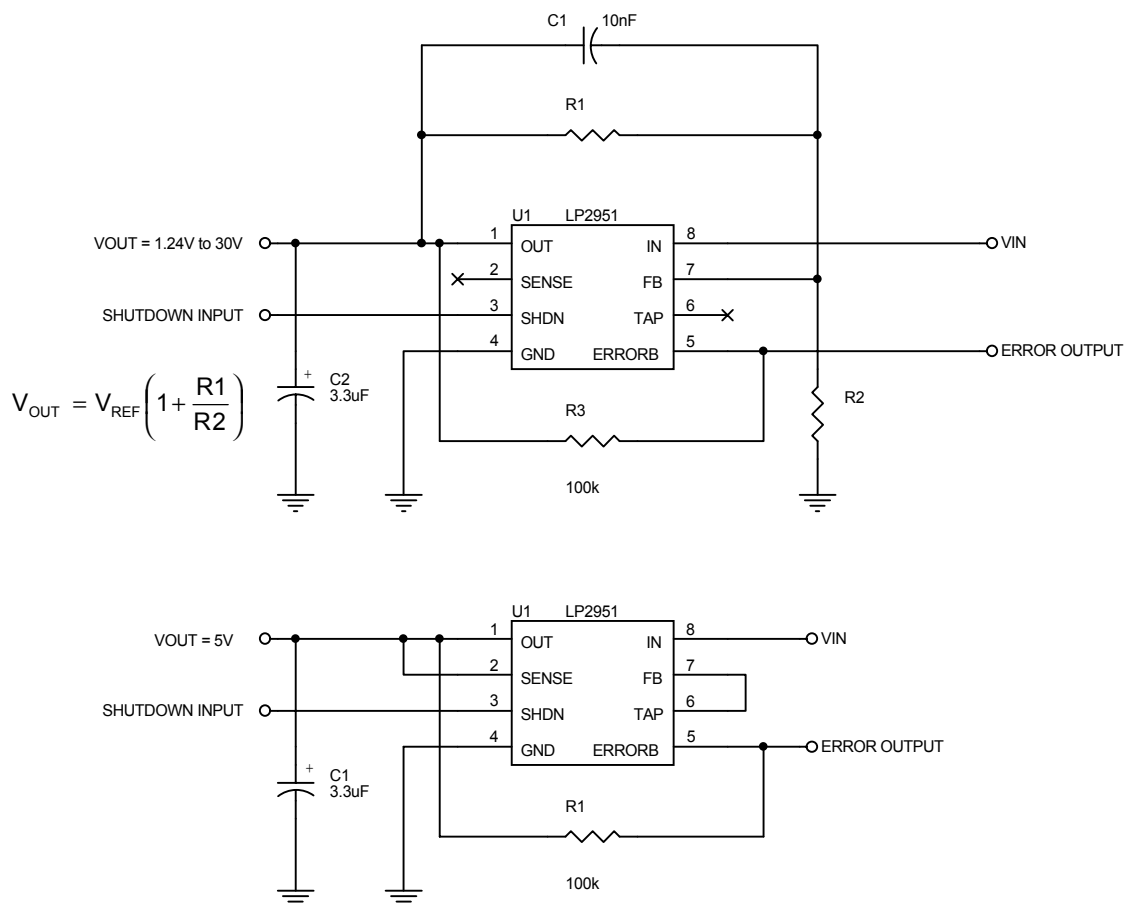 C1 10nF
R1
U1 LP2951
VOUT = 1.24V to 30V
1 OUT IN 8 VIN
2 SENSE FB 7
SHUTDOWN INPUT 3 SHDN TAP 6
4 GND ERRORB 5 ERROR OUTPUT
+ C2
3.3uF
V_OUT = V_REF(1 + R1/R2)
R2
R3
100k
U1 LP2951
VOUT = 5V 1 OUT IN 8 VIN
2 SENSE FB 7
SHUTDOWN INPUT 3 SHDN TAP 6
4 GND ERRORB 5 ERROR OUTPUT
+ C1
3.3uF
R1
100k